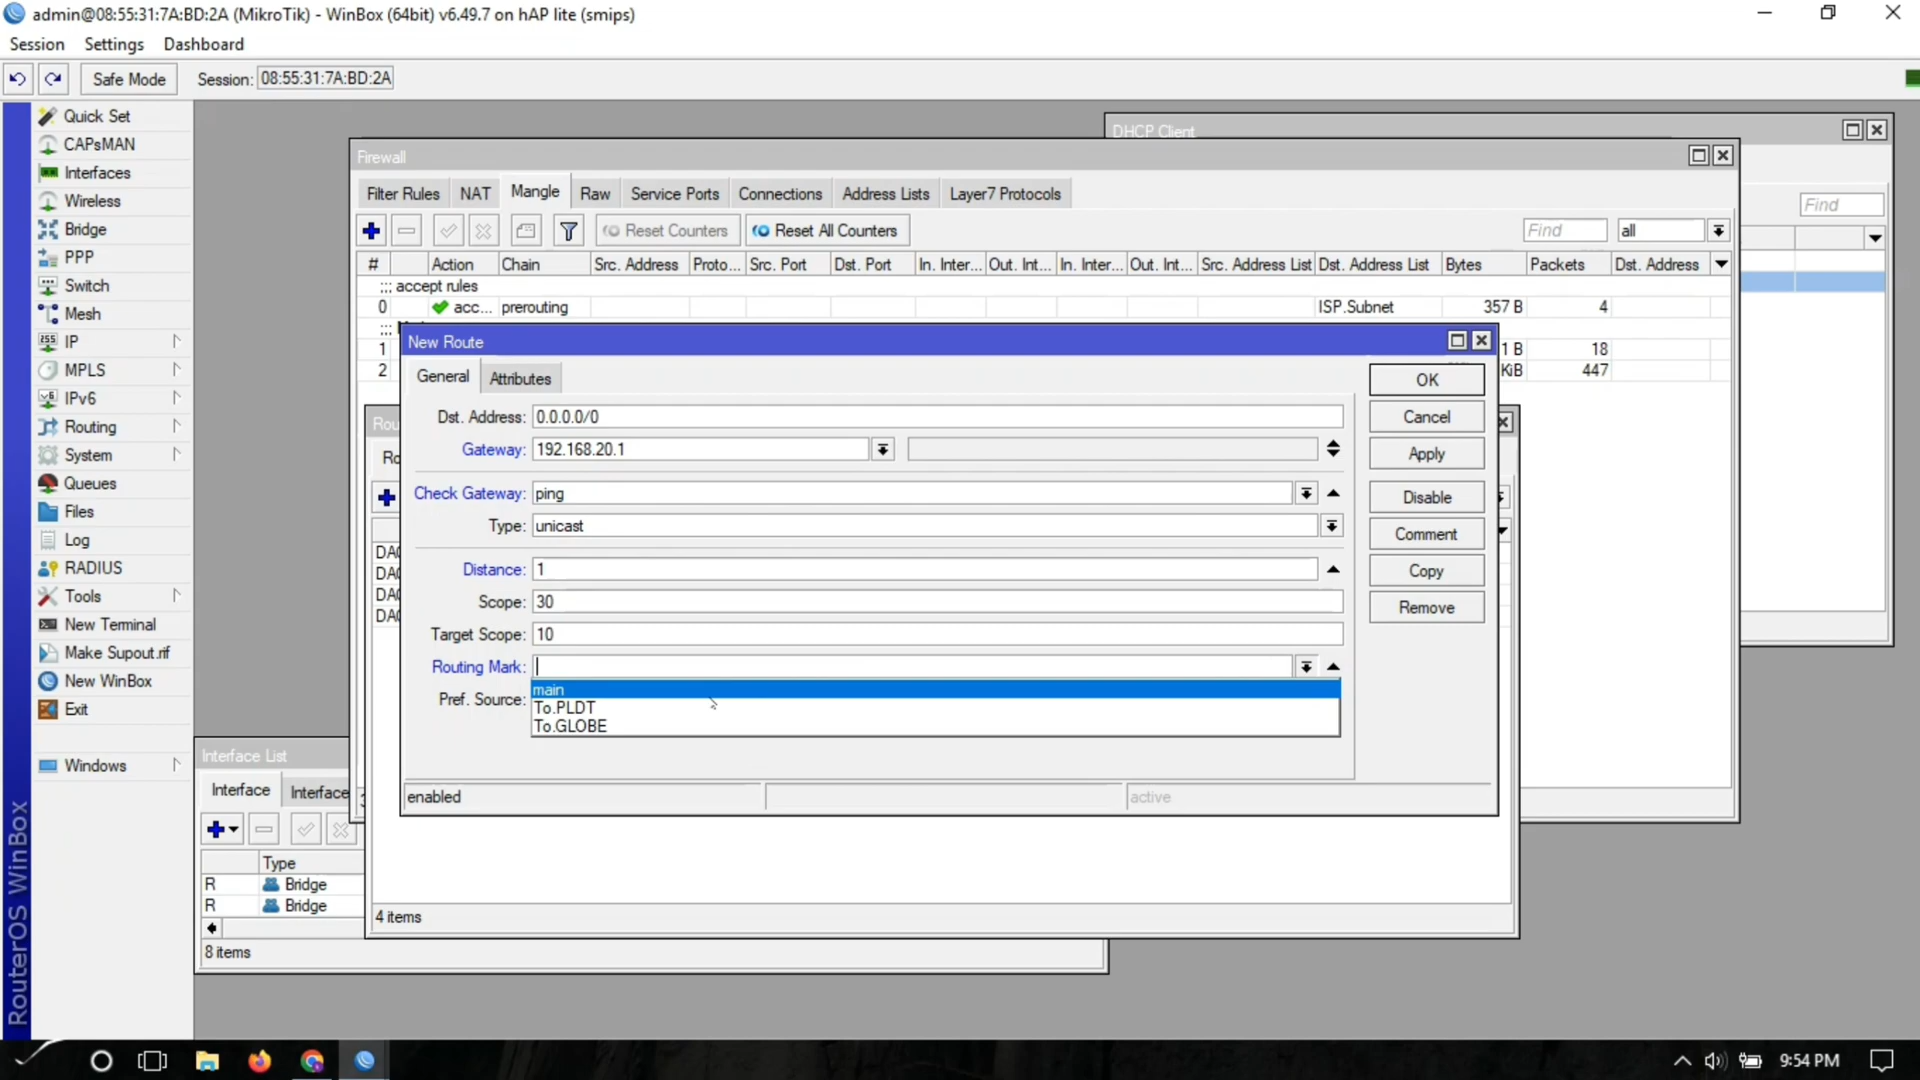 admin@08:55:31:7A:BD:2A (MikroTik) - WinBox (64bit) v6.49.7 on hAP lite (smips)
Session Settings Dashboard
Safe Mode Session: 08:55:31:7A:BD:2A
Quick Set
CAPsMAN
Interfaces
Wireless
Bridge
PPP
Switch
Mesh
IP
MPLS
IPv6
Routing
System
Queues
Files
Log
RADIUS
Tools
New Terminal
Make Supout.rif
New WinBox
Exit
Windows
RouterOS WinBox
DHCP Client
Find
Firewall
Filter Rules NAT Mangle Raw Service Ports Connections Address Lists Layer7 Protocols
Reset Counters Reset All Counters Find all
# Action Chain Src. Address Proto... Src. Port Dst. Port In. Inter... Out. Int... In. Inter... Out. Int... Src. Address List Dst. Address List Bytes Packets Dst. Address
::: accept rules
0 acc... prerouting ISP.Subnet 357 B 4
:::
1 1 B 18
2 KiB 447
New Route
General Attributes
Dst. Address: 0.0.0.0/0
Gateway: 192.168.20.1
Check Gateway: ping
Type: unicast
Distance: 1
Scope: 30
Target Scope: 10
Routing Mark:
main
To.PLDT
To.GLOBE
Pref. Source:
enabled active
OK
Cancel
Apply
Disable
Comment
Copy
Remove
Rou
Ro
DAC
DAC
DAC
DAC
4 items
Interface List
Interface Interface
Type
R Bridge
R Bridge
8 items
9:54 PM